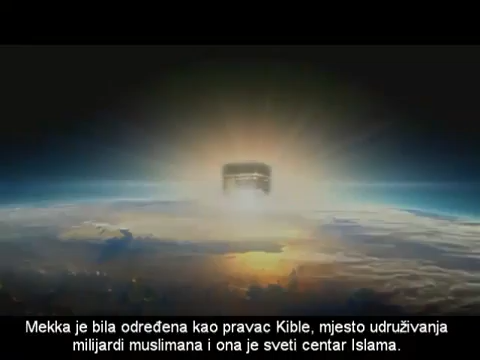 Mekka je bila određena kao pravac Kible, mjesto udruživanja
milijardi muslimana i ona je sveti centar Islama.